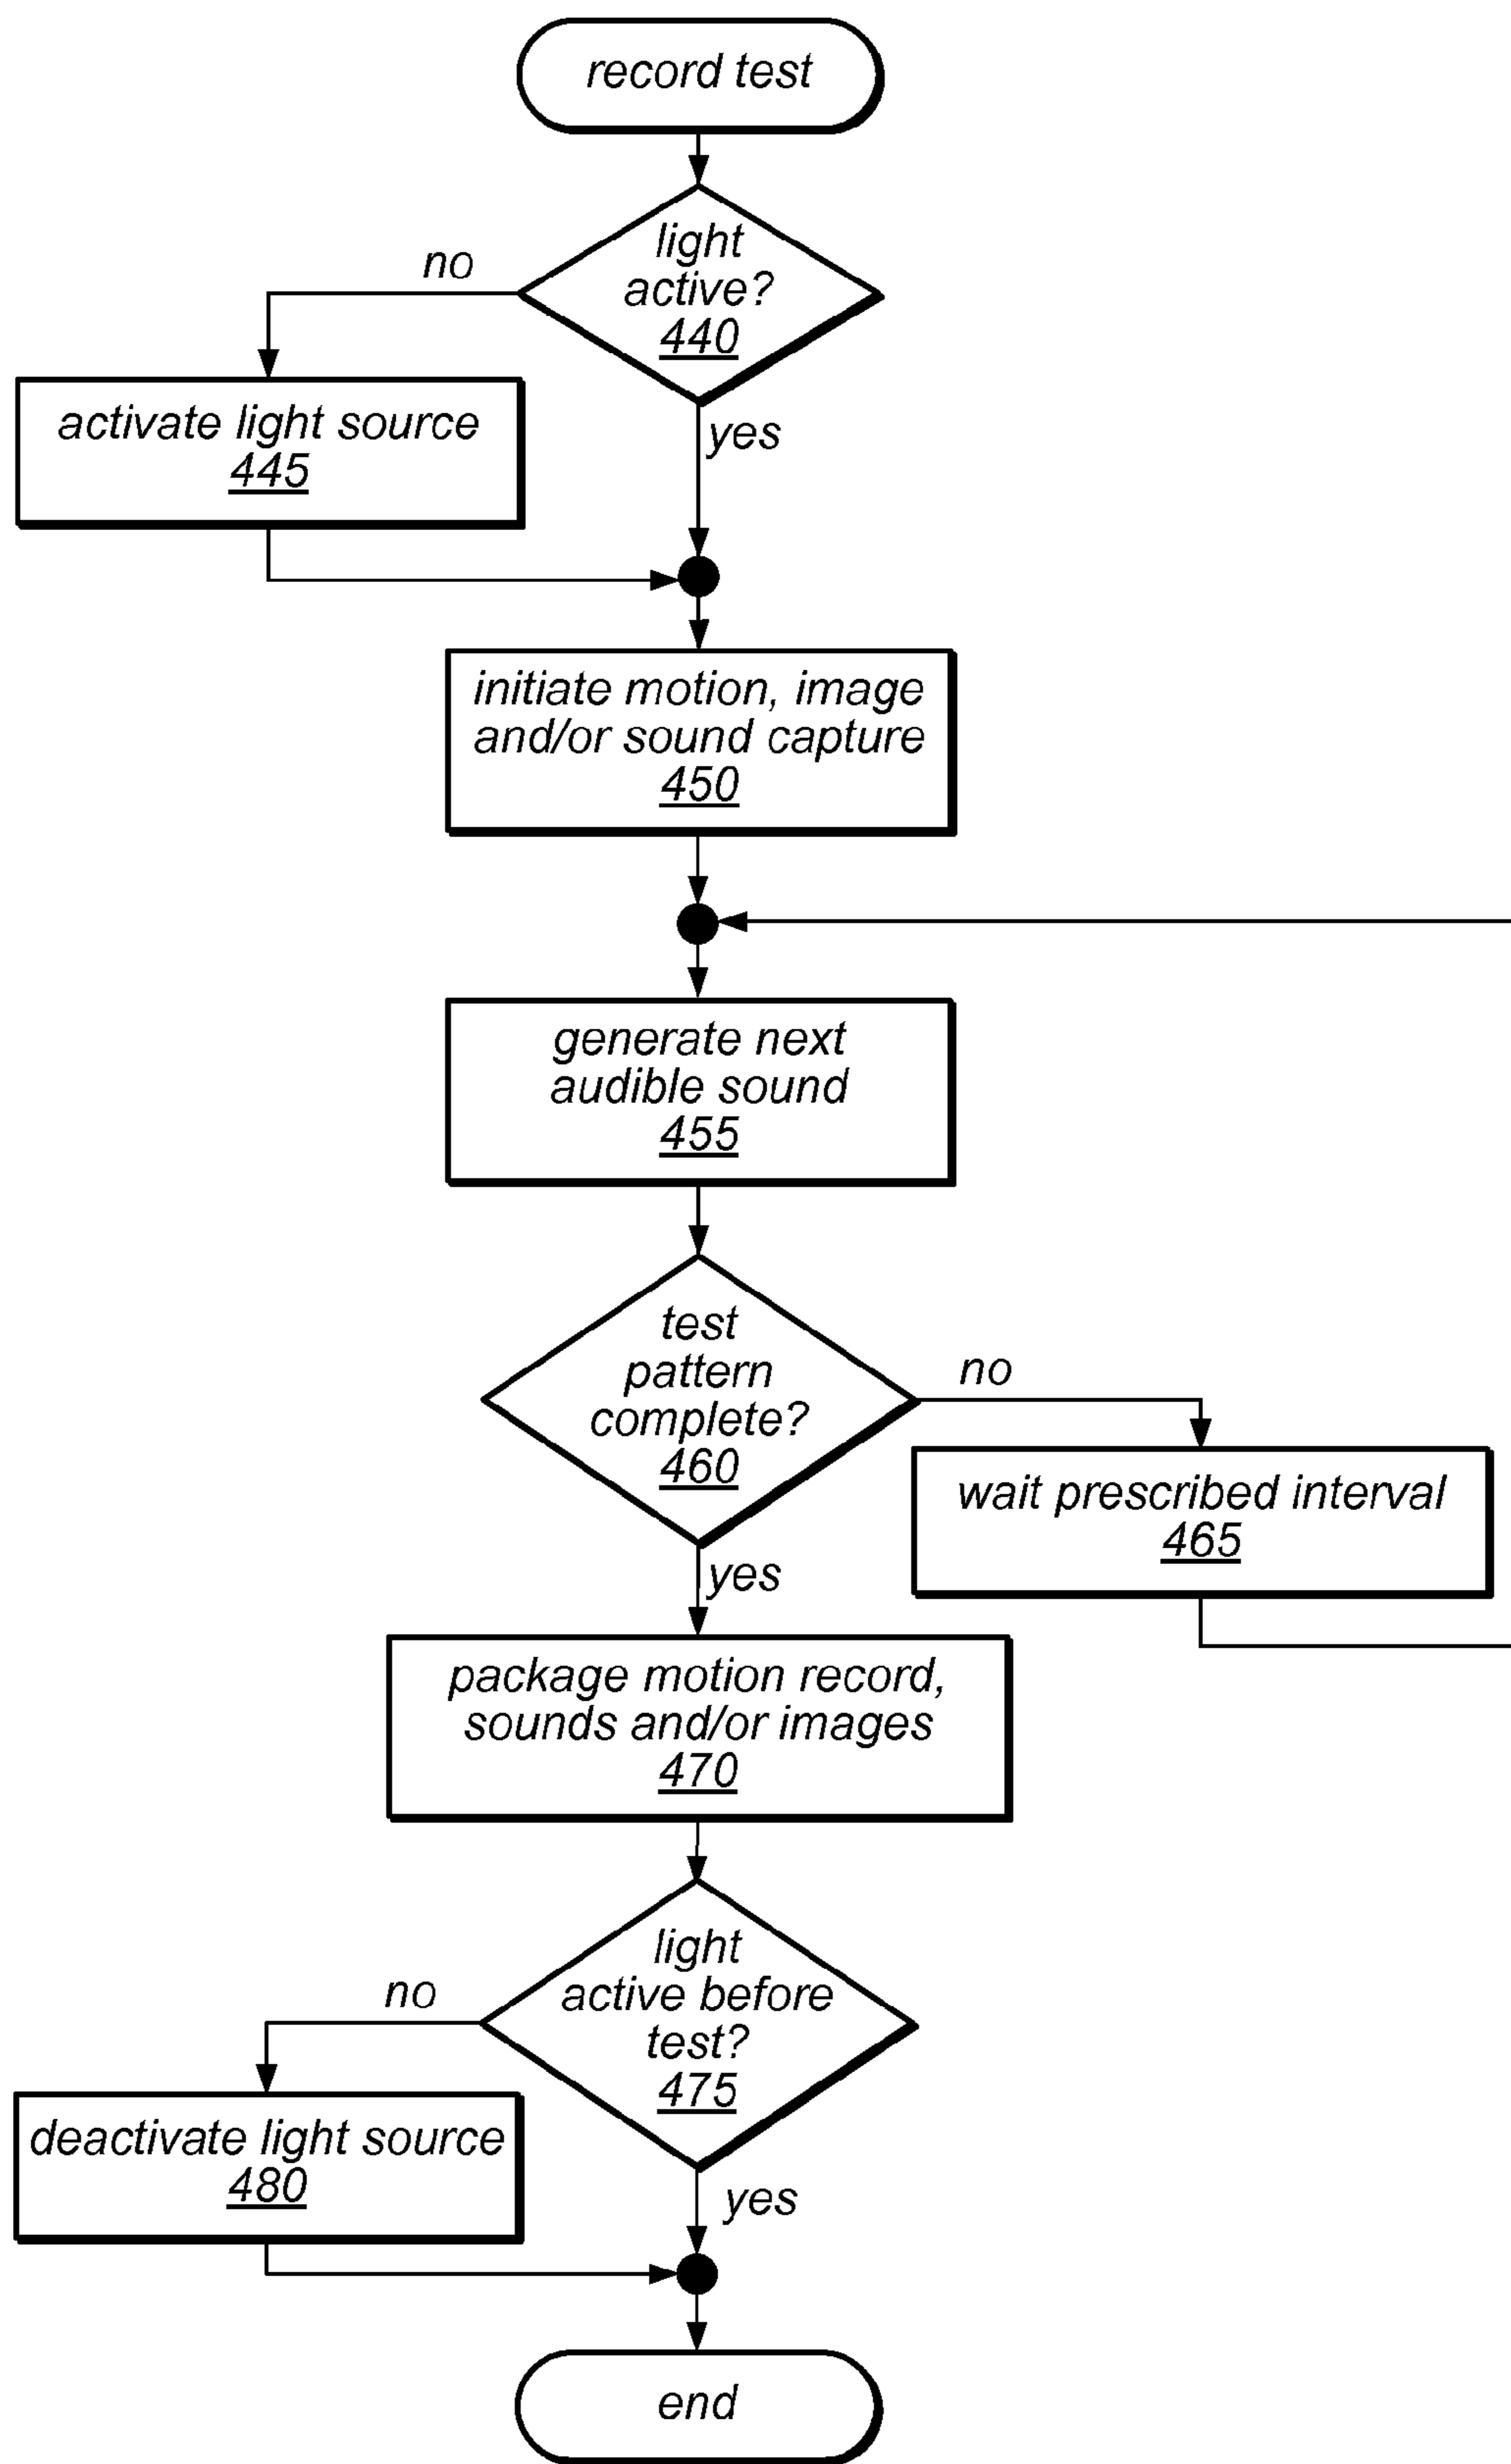 record test
light
active?
440
no
yes
activate light source
445
initiate motion, image
and/or sound capture
450
generate next
audible sound
455
test
pattern
complete?
460
no
wait prescribed interval
465
yes
package motion record,
sounds and/or images
470
light
active before
test?
475
no
deactivate light source
480
yes
end